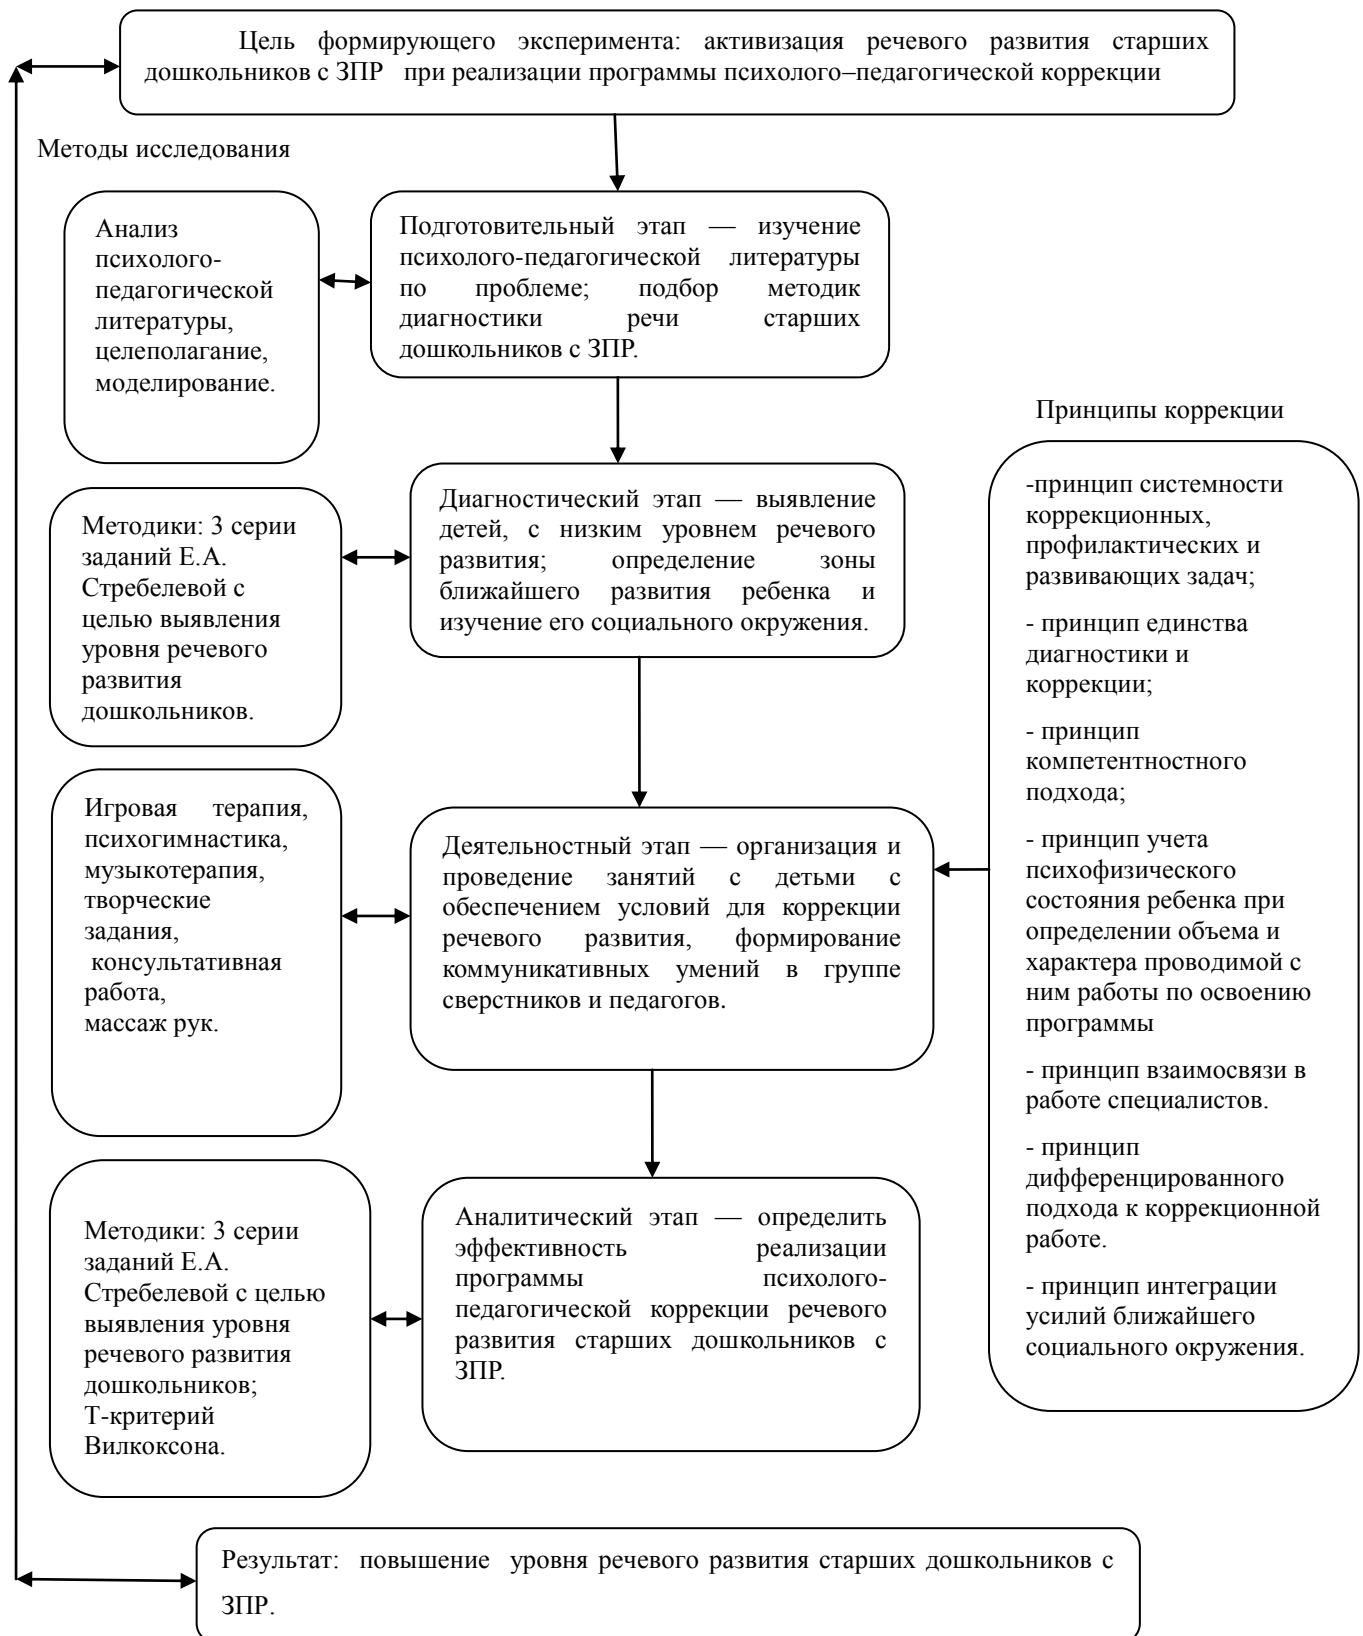 Цель формирующего эксперимента: активизация речевого развития старших
дошкольников с ЗПР при реализации программы психолого–педагогической коррекции
Методы исследования
Анализ
психолого-
педагогической
литературы,
целеполагание,
моделирование.
Подготовительный этап — изучение
психолого-педагогической литературы
по проблеме; подбор методик
диагностики речи старших
дошкольников с ЗПР.
Методики: 3 серии
заданий Е.А.
Стребелевой с
целью выявления
уровня речевого
развития
дошкольников.
Диагностический этап — выявление
детей, с низким уровнем речевого
развития; определение зоны
ближайшего развития ребенка и
изучение его социального окружения.
Игровая терапия,
психогимнастика,
музыкотерапия,
творческие
задания,
консультативная
работа,
массаж рук.
Деятельностный этап — организация и
проведение занятий с детьми с
обеспечением условий для коррекции
речевого развития, формирование
коммуникативных умений в группе
сверстников и педагогов.
Методики: 3 серии
заданий Е.А.
Стребелевой с целью
выявления уровня
речевого развития
дошкольников;
Т-критерий
Вилкоксона.
Аналитический этап — определить
эффективность реализации
программы психолого-
педагогической коррекции речевого
развития старших дошкольников с
ЗПР.
Принципы коррекции
-принцип системности
коррекционных,
профилактических и
развивающих задач;
- принцип единства
диагностики и
коррекции;
- принцип
компетентностного
подхода;
- принцип учета
психофизического
состояния ребенка при
определении объема и
характера проводимой с
ним работы по освоению
программы
- принцип взаимосвязи в
работе специалистов.
- принцип
дифференцированного
подхода к коррекционной
работе.
- принцип интеграции
усилий ближайшего
социального окружения.
Результат: повышение уровня речевого развития старших дошкольников с
ЗПР.